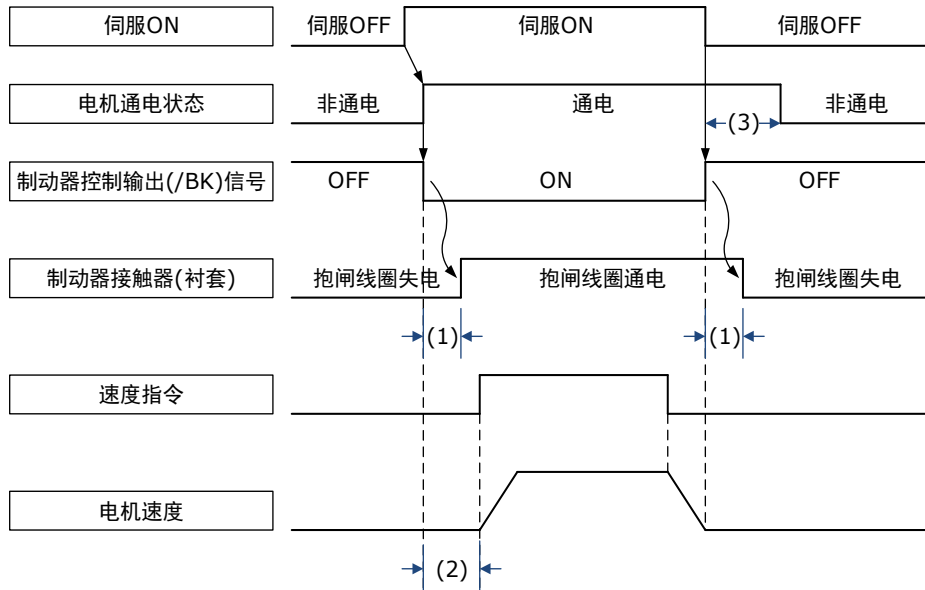 伺服ON
伺服OFF
伺服ON
伺服OFF
电机通电状态
非通电
通电
非通电
(3)
制动器控制输出(/BK)信号
OFF
ON
OFF
制动器接触器(衬套)
抱闸线圈失电
抱闸线圈通电
抱闸线圈失电
(1)
(1)
速度指令
电机速度
(2)